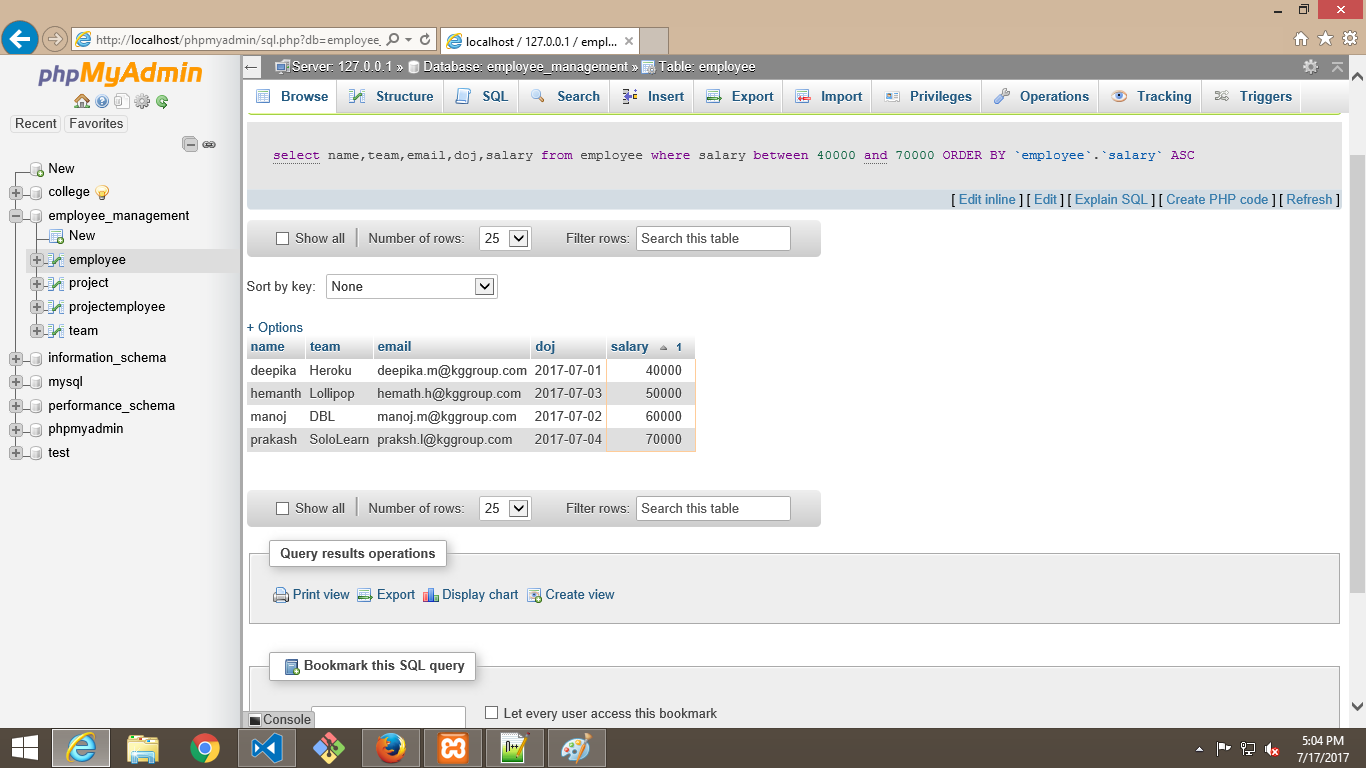 http://localhost/phpmyadmin/sql.php?db=employee_
localhost / 127.0.0.1 / empl...
phpMyAdmin
Recent Favorites
New
college
employee_management
New
employee
project
projectemployee
team
information_schema
mysql
performance_schema
phpmyadmin
test
Server: 127.0.0.1 » Database: employee_management » Table: employee
Browse Structure SQL Search Insert Export Import Privileges Operations Tracking Triggers
select name,team,email,doj,salary from employee where salary between 40000 and 70000 ORDER BY `employee`.`salary` ASC
[ Edit inline ] [ Edit ] [ Explain SQL ] [ Create PHP code ] [ Refresh ]
Show all Number of rows: 25 Filter rows: Search this table
Sort by key: None
+ Options
name team email doj salary 1
deepika Heroku deepika.m@kggroup.com 2017-07-01 40000
hemanth Lollipop hemath.h@kggroup.com 2017-07-03 50000
manoj DBL manoj.m@kggroup.com 2017-07-02 60000
prakash SoloLearn praksh.l@kggroup.com 2017-07-04 70000
Show all Number of rows: 25 Filter rows: Search this table
Query results operations
Print view Export Display chart Create view
Bookmark this SQL query
Console
Let every user access this bookmark
5:04 PM
7/17/2017